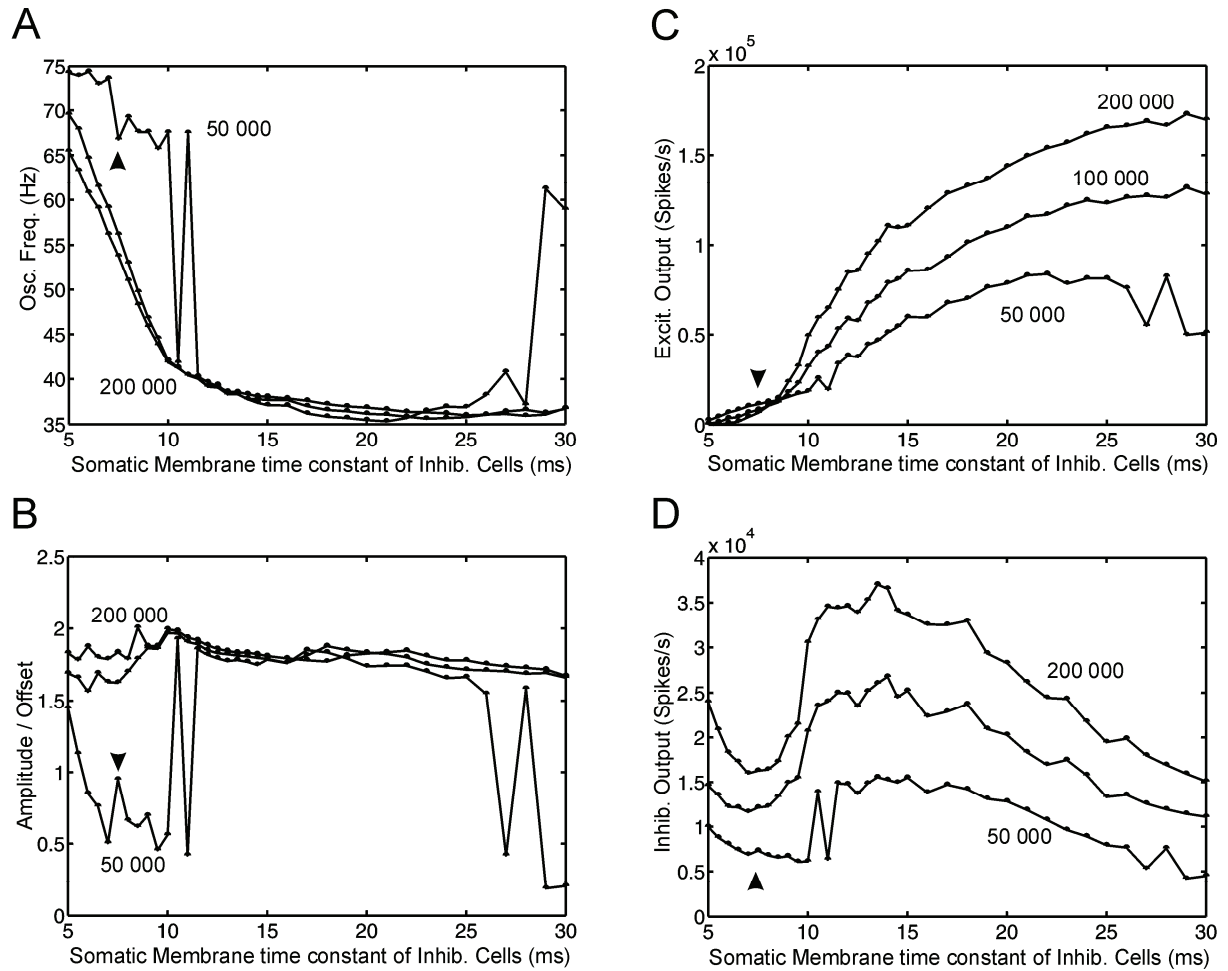 A
75
70
65
60
55
50
45
40
35
Osc. Freq. (Hz)
50 000
200 000
5 10 15 20 25 30
Somatic Membrane time constant of Inhib. Cells (ms)
B
2.5
2
1.5
1
0.5
0
Amplitude / Offset
200 000
50 000
5 10 15 20 25 30
Somatic Membrane time constant of Inhib. Cells (ms)
C
x 10^5
2
1.5
1
0.5
0
Excit. Output (Spikes/s)
200 000
100 000
50 000
5 10 15 20 25 30
Somatic Membrane time constant of Inhib. Cells (ms)
D
x 10^4
4
3.5
3
2.5
2
1.5
1
0.5
0
Inhib. Output (Spikes/s)
200 000
50 000
5 10 15 20 25 30
Somatic Membrane time constant of Inhib. Cells (ms)